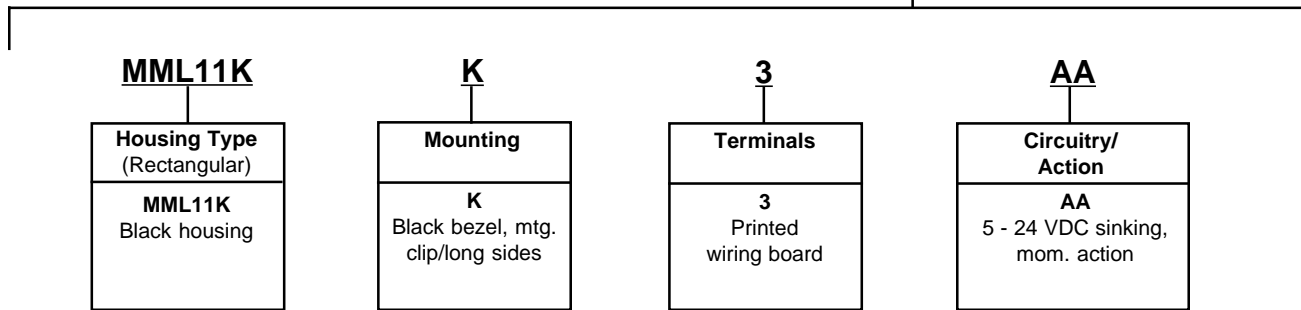 MML11K K 3 AA
Housing Type
(Rectangular)
MML11K
Black housing
Mounting
K
Black bezel, mtg.
clip/long sides
Terminals
3
Printed
wiring board
Circuitry/
Action
AA
5 - 24 VDC sinking,
mom. action